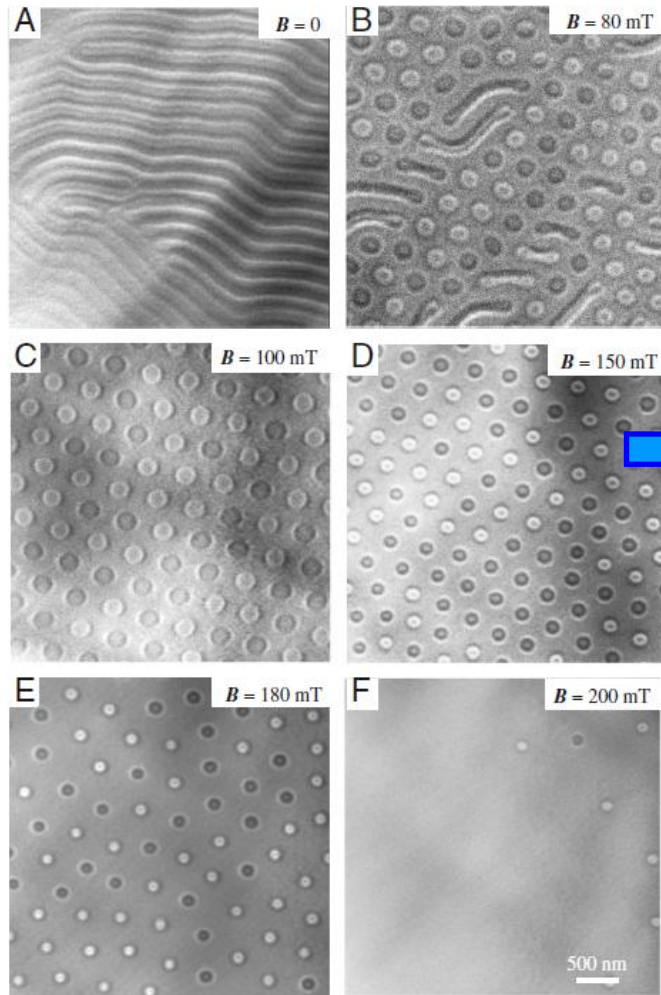 A
B = 0
B
B = 80 mT
C
B = 100 mT
D
B = 150 mT
E
B = 180 mT
F
B = 200 mT
500 nm